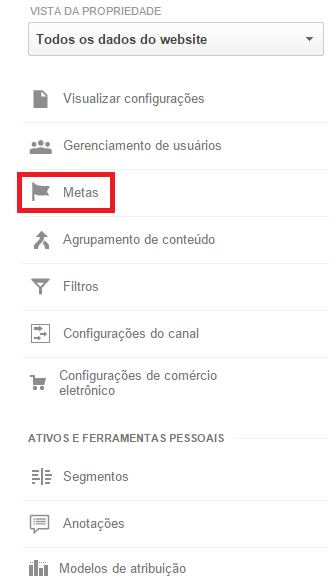 VISTA DA PROPRIEDADE
Todos os dados do website
Visualizar configurações
Gerenciamento de usuários
Metas
Agrupamento de conteúdo
Filtros
Configurações do canal
Configurações de comércio
eletrônico
ATIVOS E FERRAMENTAS PESSOAIS
Segmentos
Anotações
Modelos de atribuição